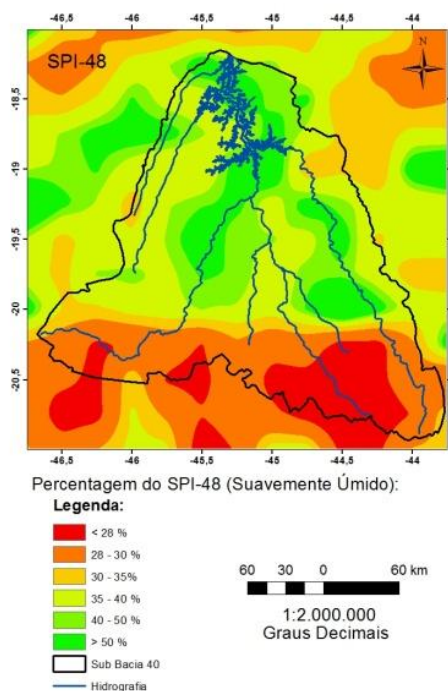 -46,5 -46 -45,5 -45 -44,5 -44
SPI-48
N
-18,5
-19
-19,5
-20
-20,5
-46,5 -46 -45,5 -45 -44,5 -44
Percentagem do SPI-48 (Suavemente Úmido):
Legenda:
< 28 %
28 - 30 %
30 - 35%
35 - 40 %
40 - 50 %
> 50 %
Sub Bacia 40
Hidrografia
60 30 0 60 km
1:2.000.000
Graus Decimais